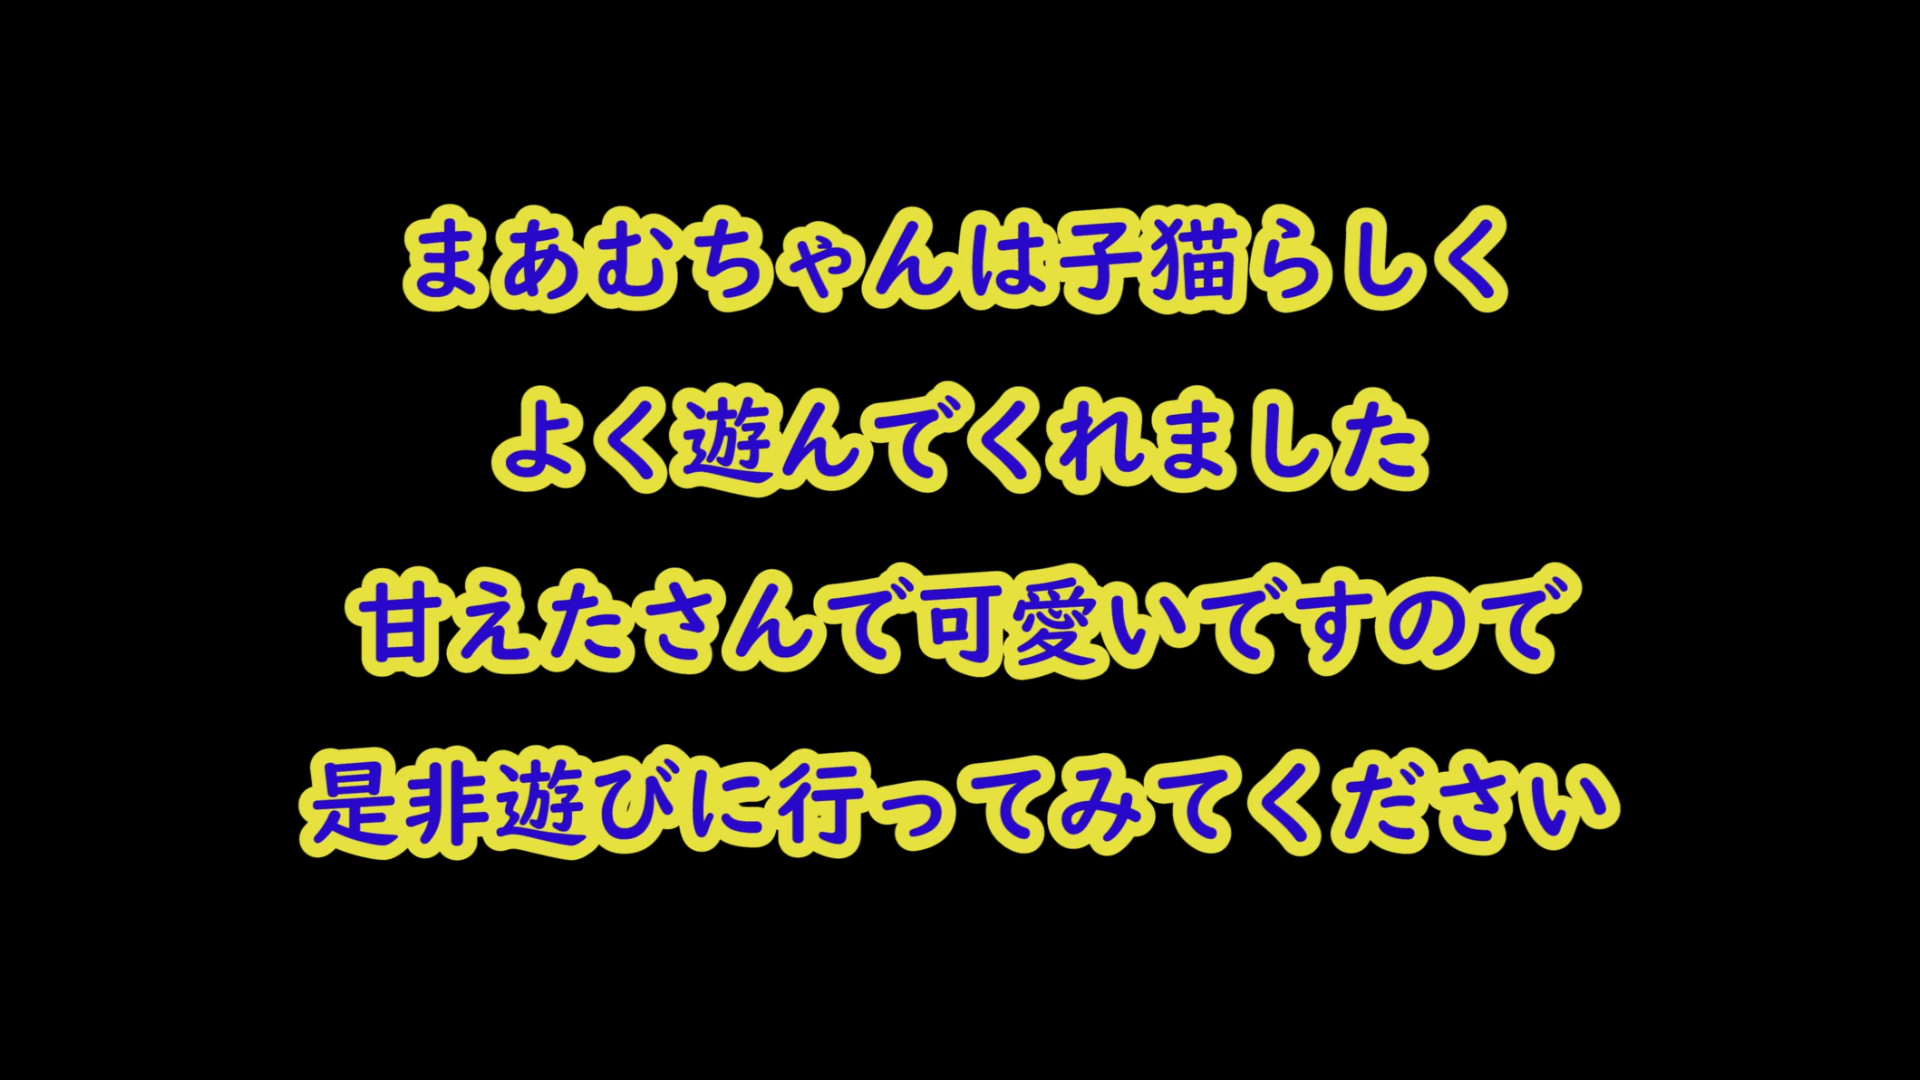 まあむちゃんは子猫らしく
よく遊んでくれました
甘えたさんで可愛いですので
是非遊びに行ってみてください